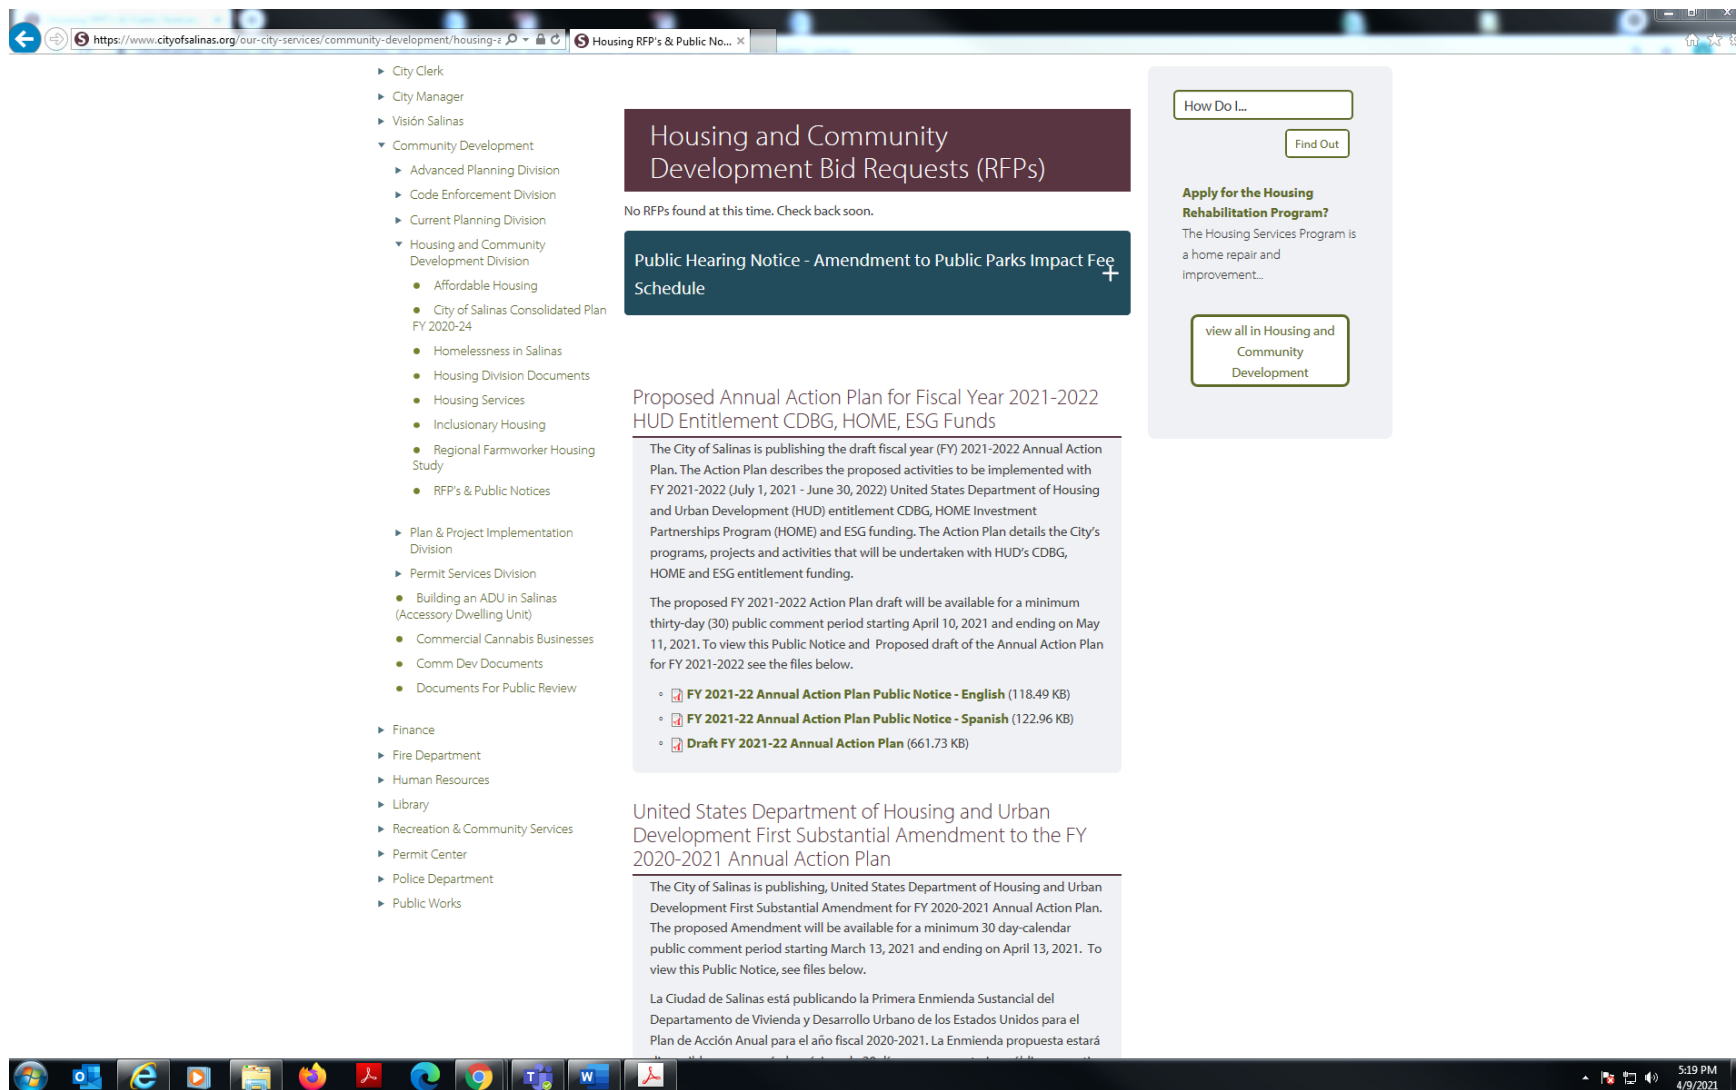 https://www.cityofsalinas.org/our-city-services/community-development/housing-a
Housing RFP's & Public No...
City Clerk
City Manager
Visión Salinas
Community Development
Advanced Planning Division
Code Enforcement Division
Current Planning Division
Housing and Community
Development Division
Affordable Housing
City of Salinas Consolidated Plan
FY 2020-24
Homelessness in Salinas
Housing Division Documents
Housing Services
Inclusionary Housing
Regional Farmworker Housing
Study
RFP's & Public Notices
Plan & Project Implementation
Division
Permit Services Division
Building an ADU in Salinas
(Accessory Dwelling Unit)
Commercial Cannabis Businesses
Comm Dev Documents
Documents For Public Review
Finance
Fire Department
Human Resources
Library
Recreation & Community Services
Permit Center
Police Department
Public Works
Housing and Community
Development Bid Requests (RFPs)
No RFPs found at this time. Check back soon.
Public Hearing Notice - Amendment to Public Parks Impact Fee
Schedule
Proposed Annual Action Plan for Fiscal Year 2021-2022
HUD Entitlement CDBG, HOME, ESG Funds
The City of Salinas is publishing the draft fiscal year (FY) 2021-2022 Annual Action
Plan. The Action Plan describes the proposed activities to be implemented with
FY 2021-2022 (July 1, 2021 - June 30, 2022) United States Department of Housing
and Urban Development (HUD) entitlement CDBG, HOME Investment
Partnerships Program (HOME) and ESG funding. The Action Plan details the City's
programs, projects and activities that will be undertaken with HUD's CDBG,
HOME and ESG entitlement funding.
The proposed FY 2021-2022 Action Plan draft will be available for a minimum
thirty-day (30) public comment period starting April 10, 2021 and ending on May
11, 2021. To view this Public Notice and Proposed draft of the Annual Action Plan
for FY 2021-2022 see the files below.
FY 2021-22 Annual Action Plan Public Notice - English (118.49 KB)
FY 2021-22 Annual Action Plan Public Notice - Spanish (122.96 KB)
Draft FY 2021-22 Annual Action Plan (661.73 KB)
United States Department of Housing and Urban
Development First Substantial Amendment to the FY
2020-2021 Annual Action Plan
The City of Salinas is publishing, United States Department of Housing and Urban
Development First Substantial Amendment for FY 2020-2021 Annual Action Plan.
The proposed Amendment will be available for a minimum 30 day-calendar
public comment period starting March 13, 2021 and ending on April 13, 2021. To
view this Public Notice, see files below.
La Ciudad de Salinas está publicando la Primera Enmienda Sustancial del
Departamento de Vivienda y Desarrollo Urbano de los Estados Unidos para el
Plan de Acción Anual para el año fiscal 2020-2021. La Enmienda propuesta estará
How Do I...
Find Out
Apply for the Housing
Rehabilitation Program?
The Housing Services Program is
a home repair and
improvement...
view all in Housing and
Community
Development
5:19 PM
4/9/2021